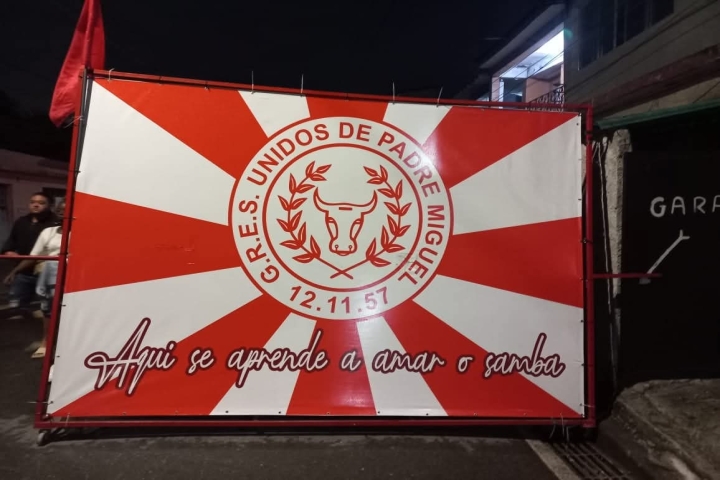 G.R.E.S. UNIDOS DE PADRE MIGUEL
12.11.57
Aqui se aprende a amar o samba
GARA